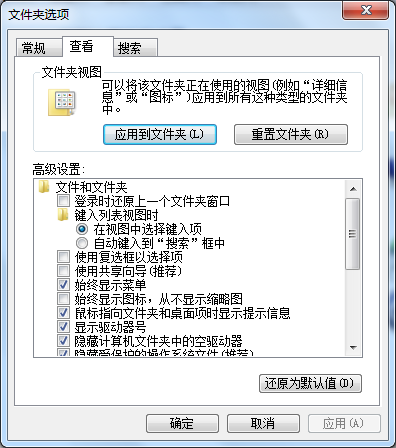 文件夹选项
常规 查看 搜索
文件夹视图
可以将该文件夹正在使用的视图(例如“详细信
息”或“图标”)应用到所有这种类型的文件夹
中。
应用到文件夹(L) 重置文件夹(R)
高级设置:
文件和文件夹
登录时还原上一个文件夹窗口
键入列表视图时
在视图中选择键入项
自动键入到“搜索”框中
使用复选框以选择项
使用共享向导(推荐)
始终显示菜单
始终显示图标，从不显示缩略图
鼠标指向文件夹和桌面项时显示提示信息
显示驱动器号
隐藏计算机文件夹中的空驱动器
隐藏受保护的操作系统文件(推荐)
还原为默认值(D)
确定 取消 应用(A)